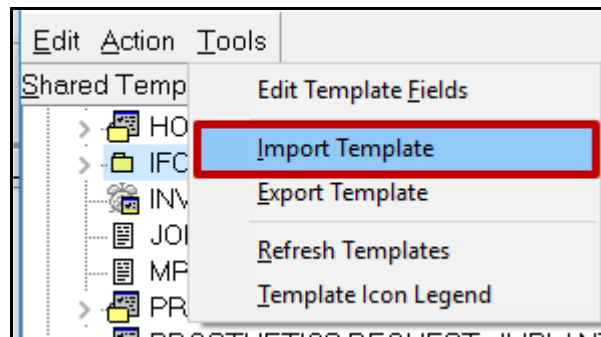 Edit Action Tools
Shared Temp
Edit Template Fields
HO
Import Template
IFC
Export Template
INV
JOI
Refresh Templates
MP
Template Icon Legend
PR